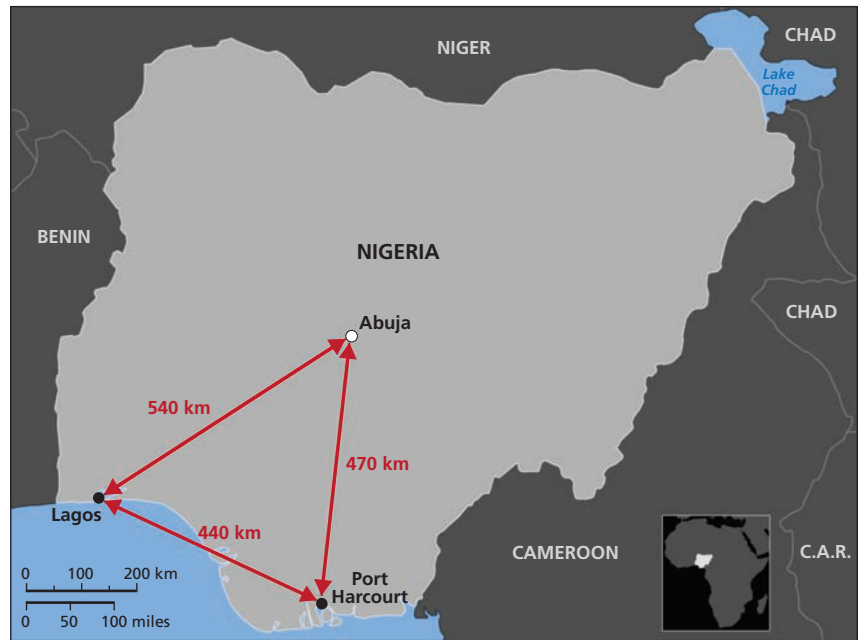 NIGER
CHAD
Lake
Chad
BENIN
NIGERIA
CHAD
Abuja
540 km
470 km
Lagos
440 km
CAMEROON
C.A.R.
0 100 200 km
Port
Harcourt
0 50 100 miles